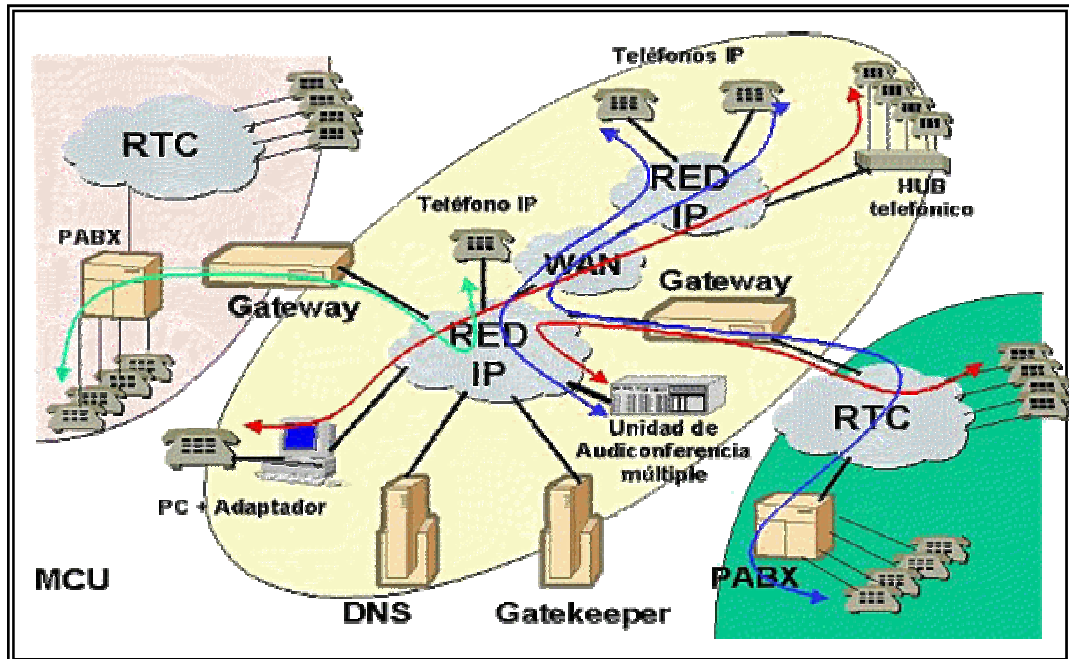 Teléfonos IP
RTC
RED
IP
HUB
telefónico
Teléfono IP
PABX
WAN
Gateway
Gateway
RED
IP
RTC
Unidad de
Audiconferencia
múltiple
PC + Adaptador
PABX
MCU
DNS
Gatekeeper